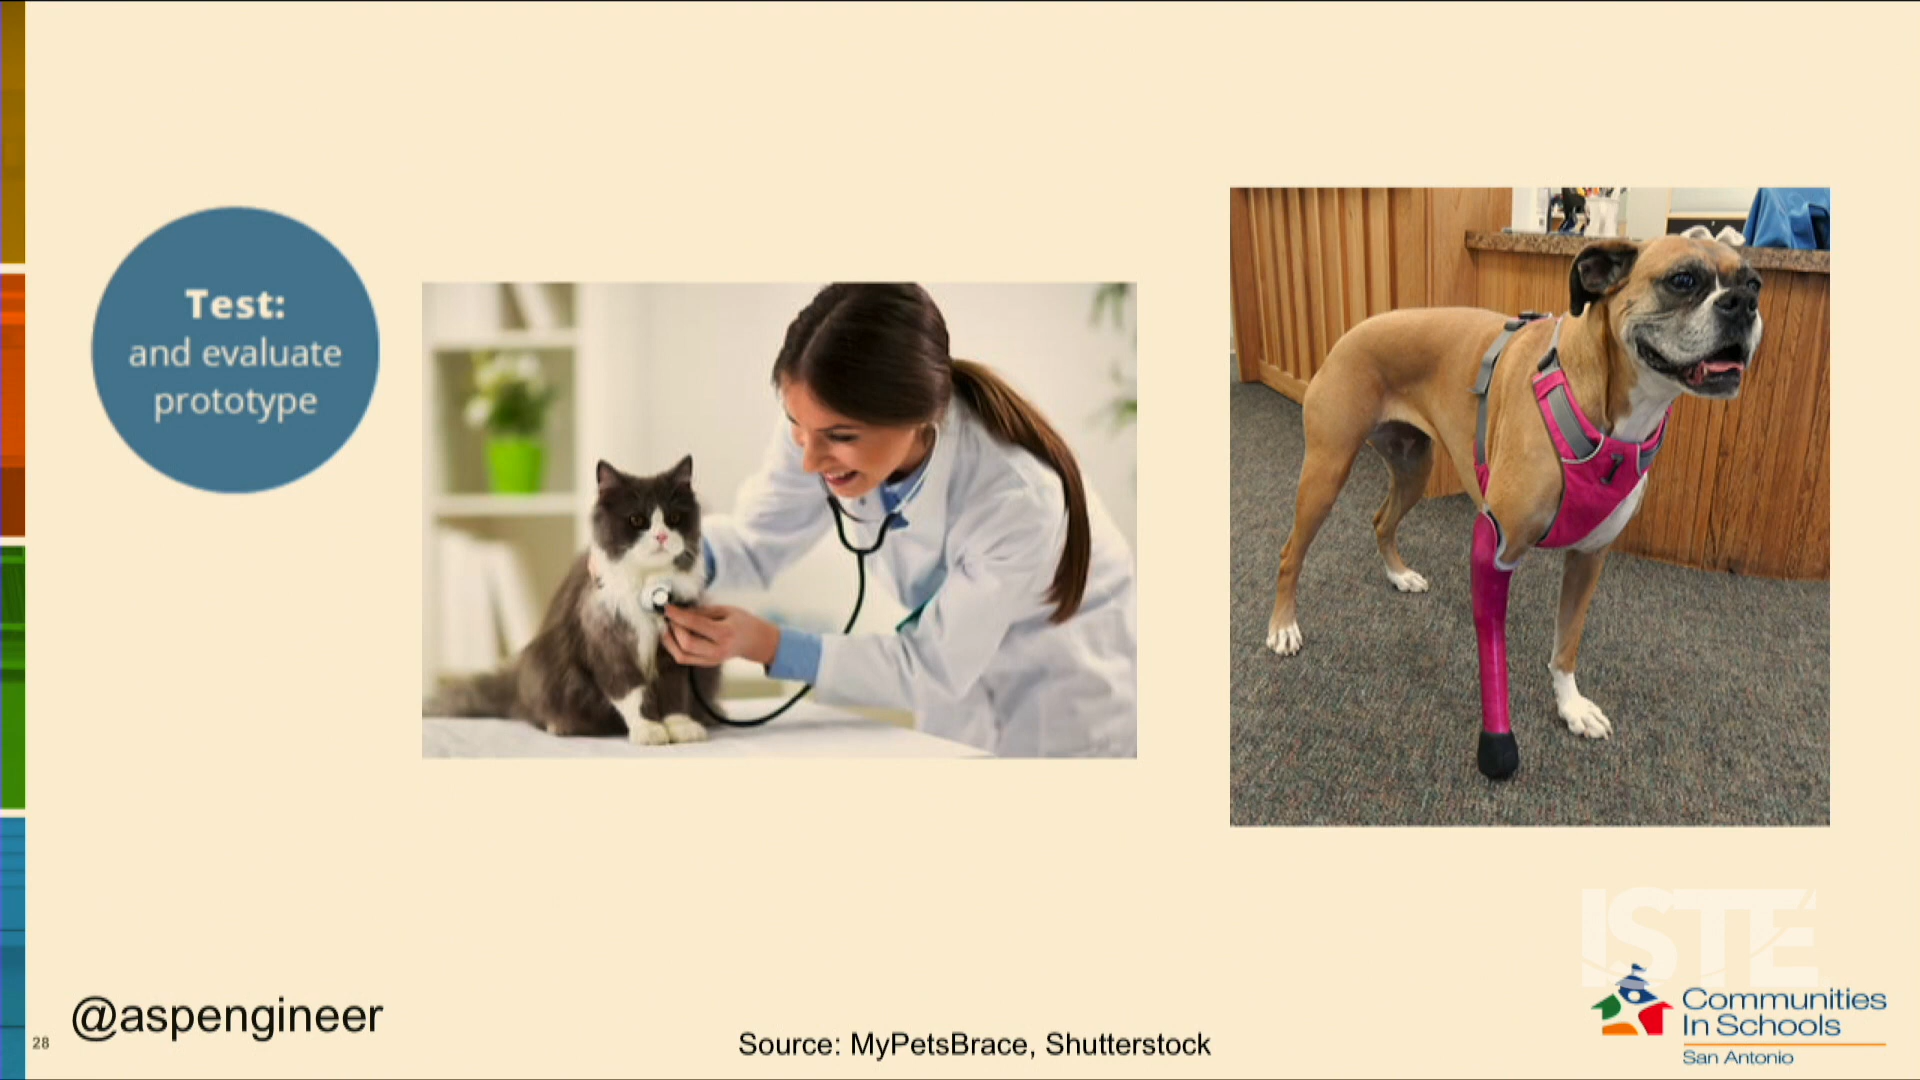 Test:
and evaluate
prototype
ISTE
Communities
In Schools
San Antonio
@aspengineer
28
Source: MyPetsBrace, Shutterstock